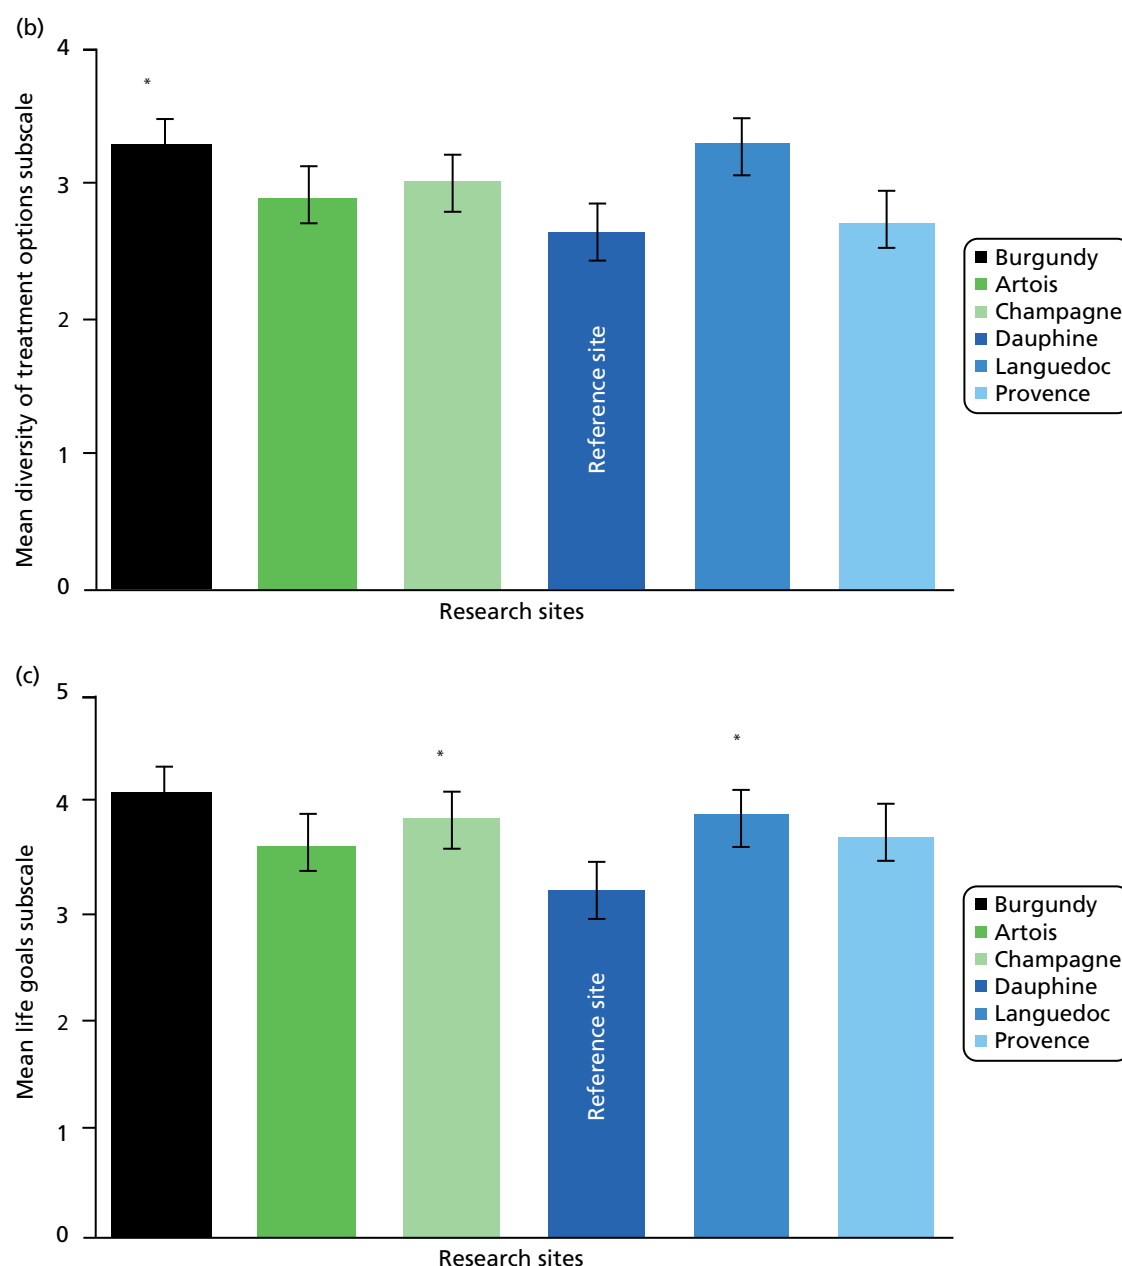 (b)
4
3
2
1
0
Mean diversity of treatment options subscale
*
Reference site
Research sites
Burgundy
Artois
Champagne
Dauphine
Languedoc
Provence
(c)
5
4
3
2
1
0
Mean life goals subscale
*
*
Reference site
Research sites
Burgundy
Artois
Champagne
Dauphine
Languedoc
Provence